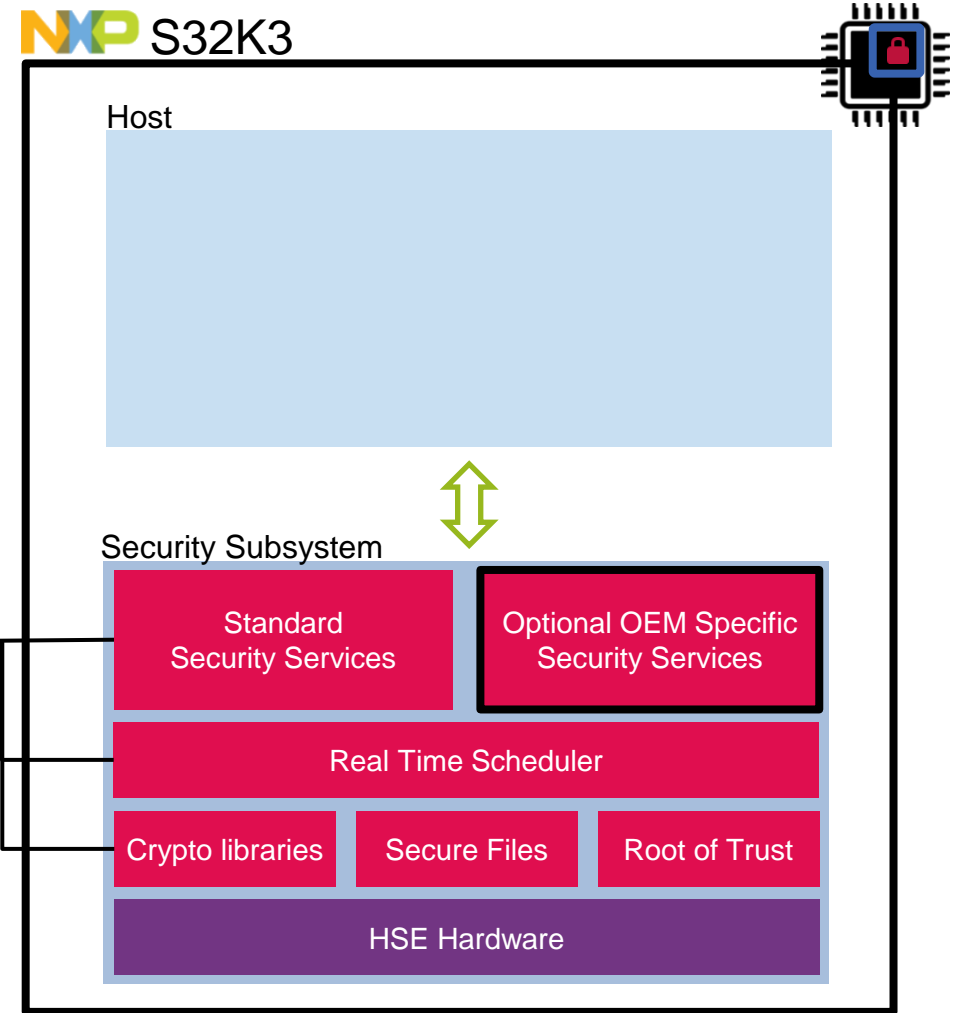 NXP S32K3
Host
Security Subsystem
Standard
Security Services
Optional OEM Specific
Security Services
Real Time Scheduler
Crypto libraries
Secure Files
Root of Trust
HSE Hardware